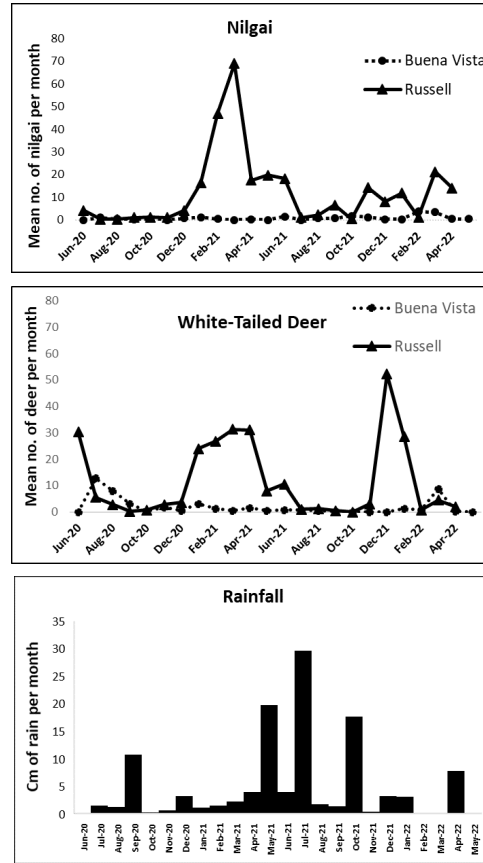 Nilgai
Mean no. of nilgai per month
80
70
60
50
40
30
20
10
0
Buena Vista
Russell
Jun-20
Aug-20
Oct-20
Dec-20
Feb-21
Apr-21
Jun-21
Aug-21
Oct-21
Dec-21
Feb-22
Apr-22
White-Tailed Deer
Mean no. of deer per month
80
70
60
50
40
30
20
10
0
Buena Vista
Russell
Jun-20
Aug-20
Oct-20
Dec-20
Feb-21
Apr-21
Jun-21
Aug-21
Oct-21
Dec-21
Feb-22
Apr-22
Rainfall
Cm of rain per month
35
30
25
20
15
10
5
0
Jun-20
Jul-20
Aug-20
Sep-20
Oct-20
Nov-20
Dec-20
Jan-21
Feb-21
Mar-21
Apr-21
May-21
Jun-21
Jul-21
Aug-21
Sep-21
Oct-21
Nov-21
Dec-21
Jan-22
Feb-22
Mar-22
Apr-22
May-22